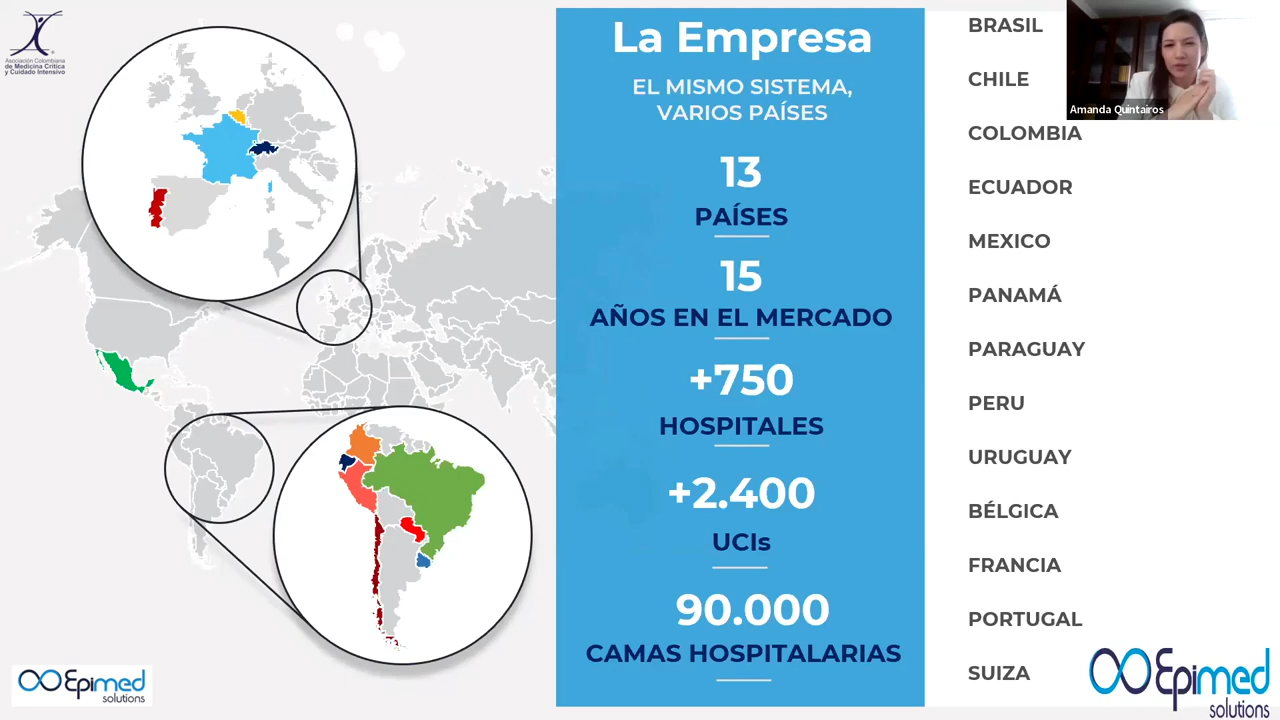 Asociación Colombiana
de Medicina Crítica
y Cuidado Intensivo
La Empresa
EL MISMO SISTEMA,
VARIOS PAÍSES
13
PAÍSES
15
AÑOS EN EL MERCADO
+750
HOSPITALES
+2.400
UCIs
90.000
CAMAS HOSPITALARIAS
BRASIL
CHILE
COLOMBIA
ECUADOR
MEXICO
PANAMÁ
PARAGUAY
PERU
URUGUAY
BÉLGICA
FRANCIA
PORTUGAL
SUIZA
Amanda Quintairos
Epimed
solutions
Epimed
solutions